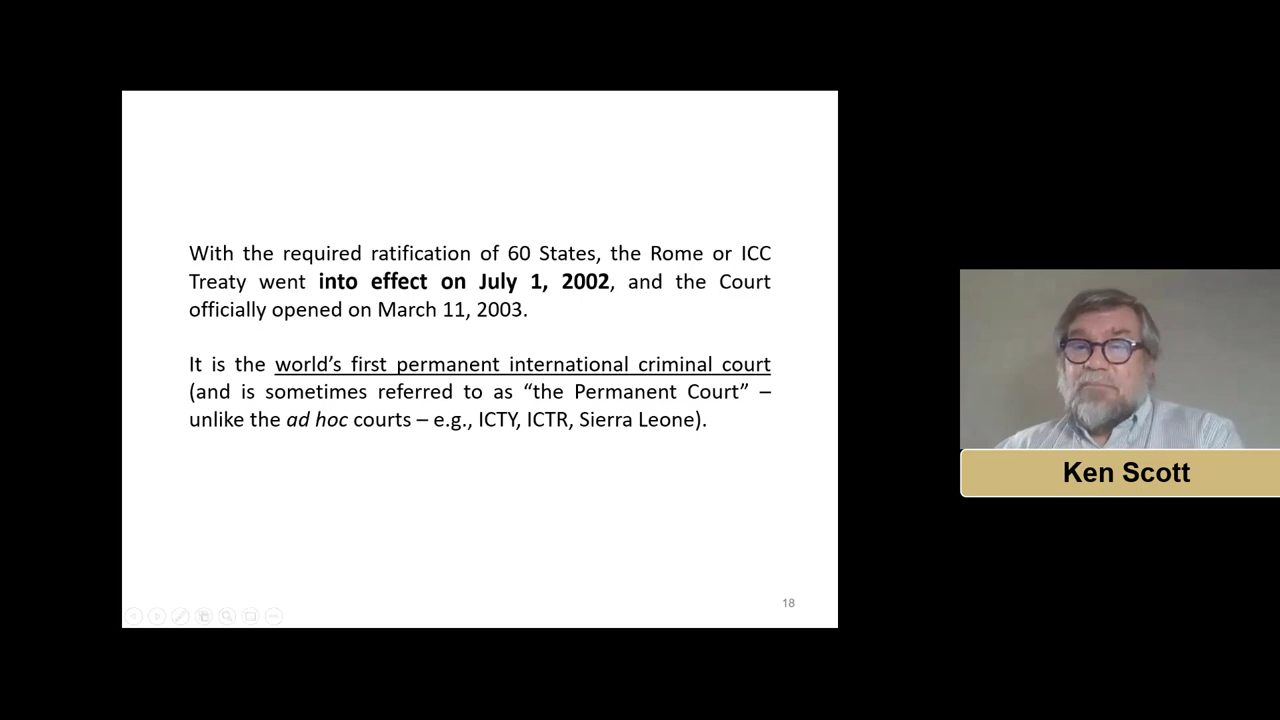 With the required ratification of 60 States, the Rome or ICC
Treaty went into effect on July 1, 2002, and the Court
officially opened on March 11, 2003.
It is the world’s first permanent international criminal court
(and is sometimes referred to as “the Permanent Court” –
unlike the ad hoc courts – e.g., ICTY, ICTR, Sierra Leone).
18
Ken Scott